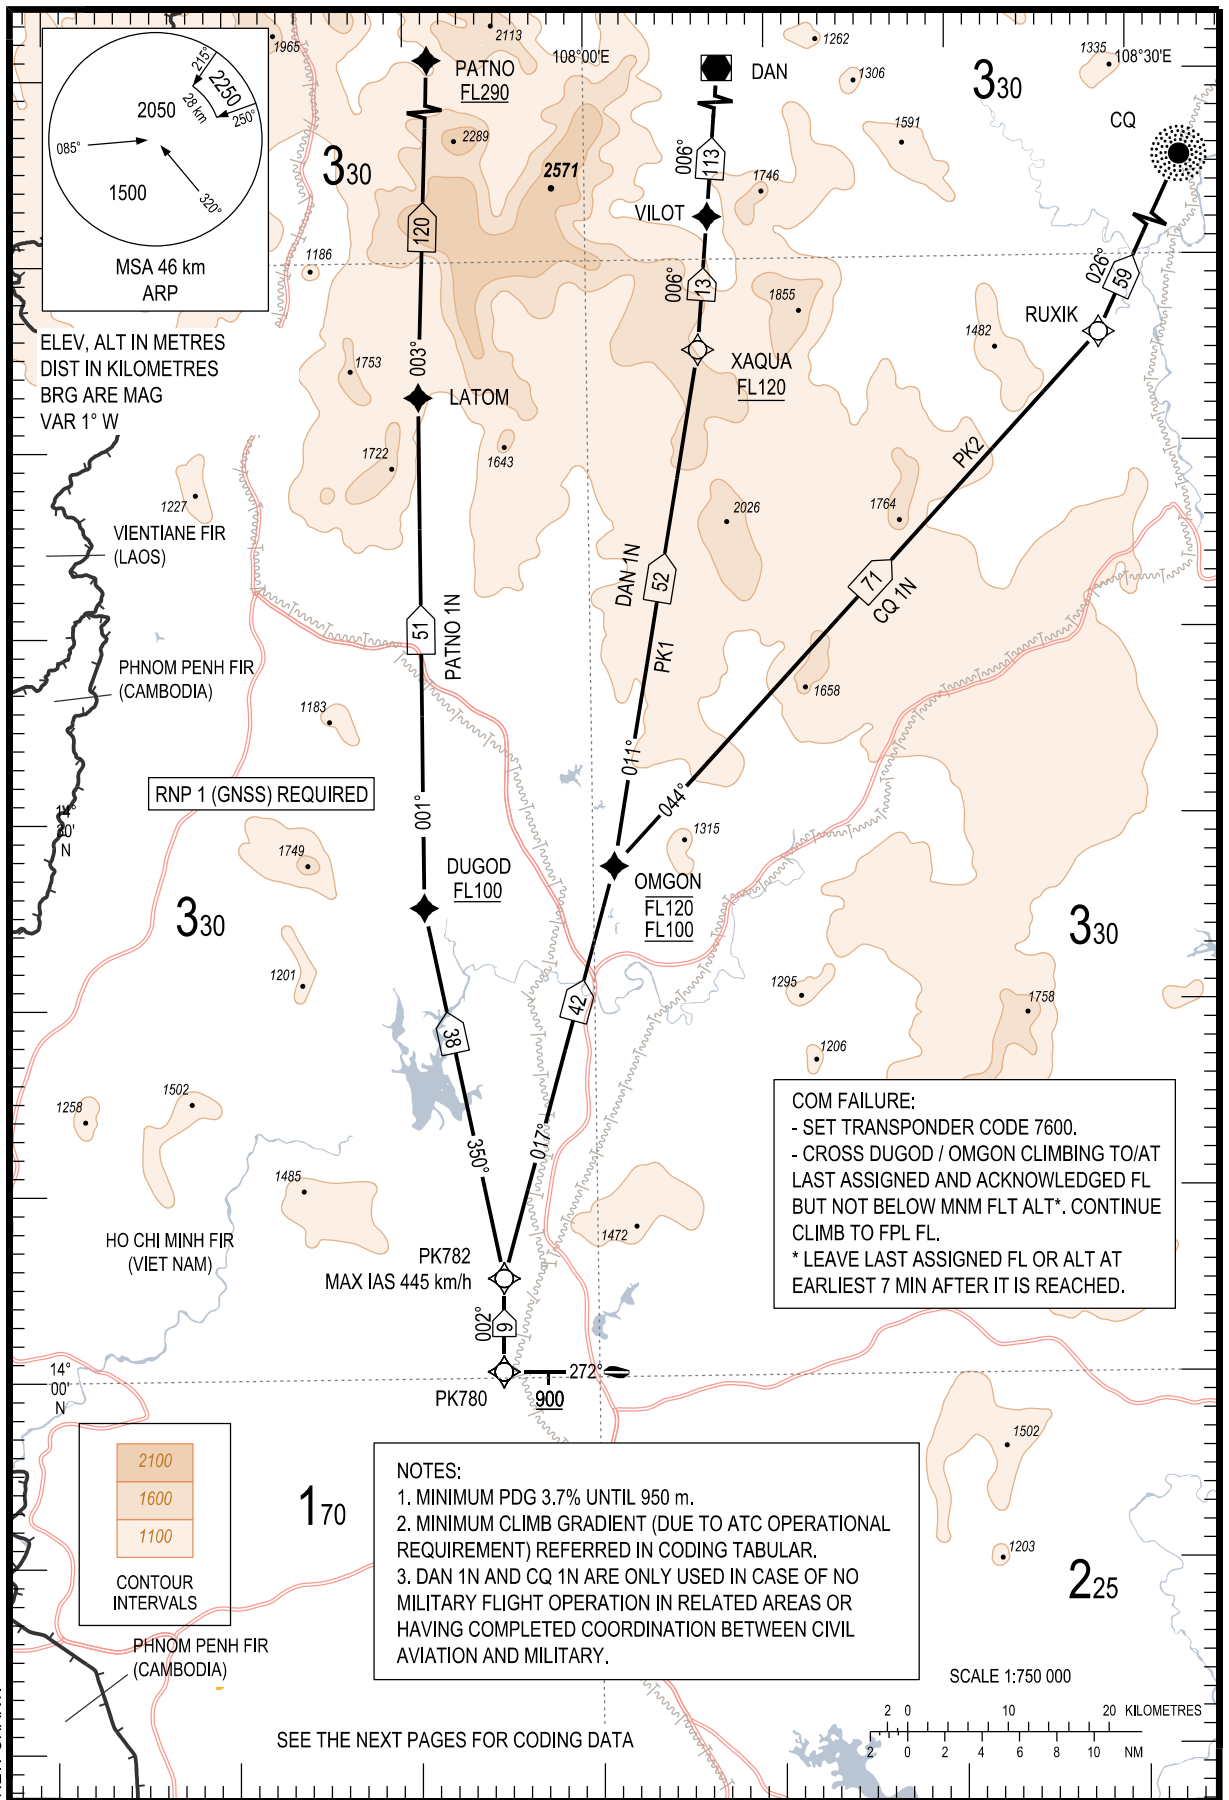 1965
2113
108°00'E
1262
1335
108°30'E
215°
2250
250°
28 km
2050
085°
1500
320°
MSA 46 km
ARP
PATNO
FL290
DAN
1306
330
CQ
2289
330
2571
006°
113
1591
1746
VILOT
120
1186
006°
13
1855
026°
59
RUXIK
1482
ELEV, ALT IN METRES
DIST IN KILOMETRES
BRG ARE MAG
VAR 1° W
1753
003°
LATOM
XAQUA
FL120
1722
1643
PK2
1227
2026
1764
VIENTIANE FIR
(LAOS)
DAN 1N
52
71
CQ 1N
51
PATNO 1N
PK1
PHNOM PENH FIR
(CAMBODIA)
1658
1183
011°
044°
RNP 1 (GNSS) REQUIRED
001°
14°
30'
N
1749
1315
DUGOD
FL100
OMGON
FL120
FL100
330
330
1201
1295
1758
42
38
1206
1258
1502
350°
017°
1485
1472
HO CHI MINH FIR
(VIET NAM)
COM FAILURE:
- SET TRANSPONDER CODE 7600.
- CROSS DUGOD / OMGON CLIMBING TO/AT
LAST ASSIGNED AND ACKNOWLEDGED FL
BUT NOT BELOW MNM FLT ALT*. CONTINUE
CLIMB TO FPL FL.
* LEAVE LAST ASSIGNED FL OR ALT AT
EARLIEST 7 MIN AFTER IT IS REACHED.
PK782
MAX IAS 445 km/h
002°
9
272°
14°
00'
N
PK780
900
2100
1600
1100
CONTOUR
INTERVALS
1502
170
NOTES:
1. MINIMUM PDG 3.7% UNTIL 950 m.
2. MINIMUM CLIMB GRADIENT (DUE TO ATC OPERATIONAL
REQUIREMENT) REFERRED IN CODING TABULAR.
3. DAN 1N AND CQ 1N ARE ONLY USED IN CASE OF NO
MILITARY FLIGHT OPERATION IN RELATED AREAS OR
HAVING COMPLETED COORDINATION BETWEEN CIVIL
AVIATION AND MILITARY.
1203
225
PHNOM PENH FIR
(CAMBODIA)
SCALE 1:750 000
2 0 10 20 KILOMETRES
2 0 2 4 6 8 10 NM
SEE THE NEXT PAGES FOR CODING DATA